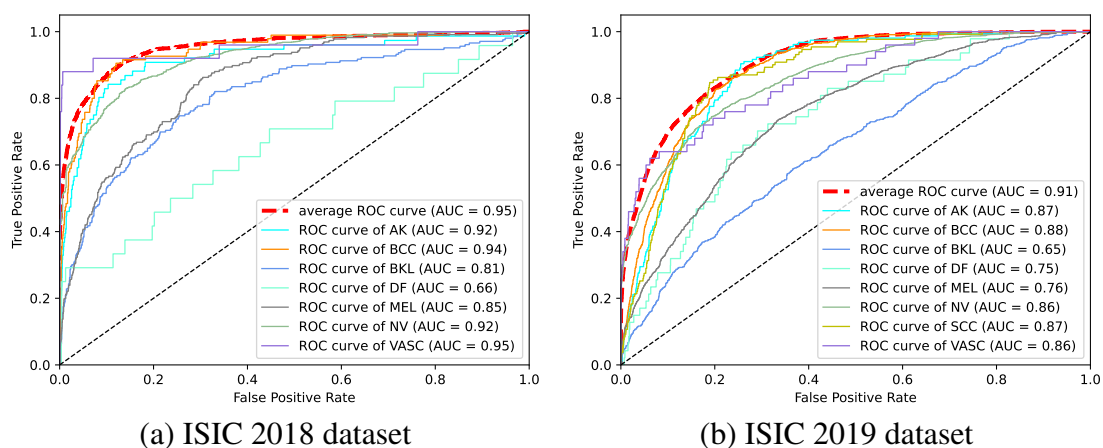 1.0
0.8
0.6
0.4
0.2
0.0
True Positive Rate
0.0 0.2 0.4 0.6 0.8 1.0
False Positive Rate
average ROC curve (AUC = 0.95)
ROC curve of AK (AUC = 0.92)
ROC curve of BCC (AUC = 0.94)
ROC curve of BKL (AUC = 0.81)
ROC curve of DF (AUC = 0.66)
ROC curve of MEL (AUC = 0.85)
ROC curve of NV (AUC = 0.92)
ROC curve of VASC (AUC = 0.95)
(a) ISIC 2018 dataset
1.0
0.8
0.6
0.4
0.2
0.0
True Positive Rate
0.0 0.2 0.4 0.6 0.8 1.0
False Positive Rate
average ROC curve (AUC = 0.91)
ROC curve of AK (AUC = 0.87)
ROC curve of BCC (AUC = 0.88)
ROC curve of BKL (AUC = 0.65)
ROC curve of DF (AUC = 0.75)
ROC curve of MEL (AUC = 0.76)
ROC curve of NV (AUC = 0.86)
ROC curve of SCC (AUC = 0.87)
ROC curve of VASC (AUC = 0.86)
(b) ISIC 2019 dataset